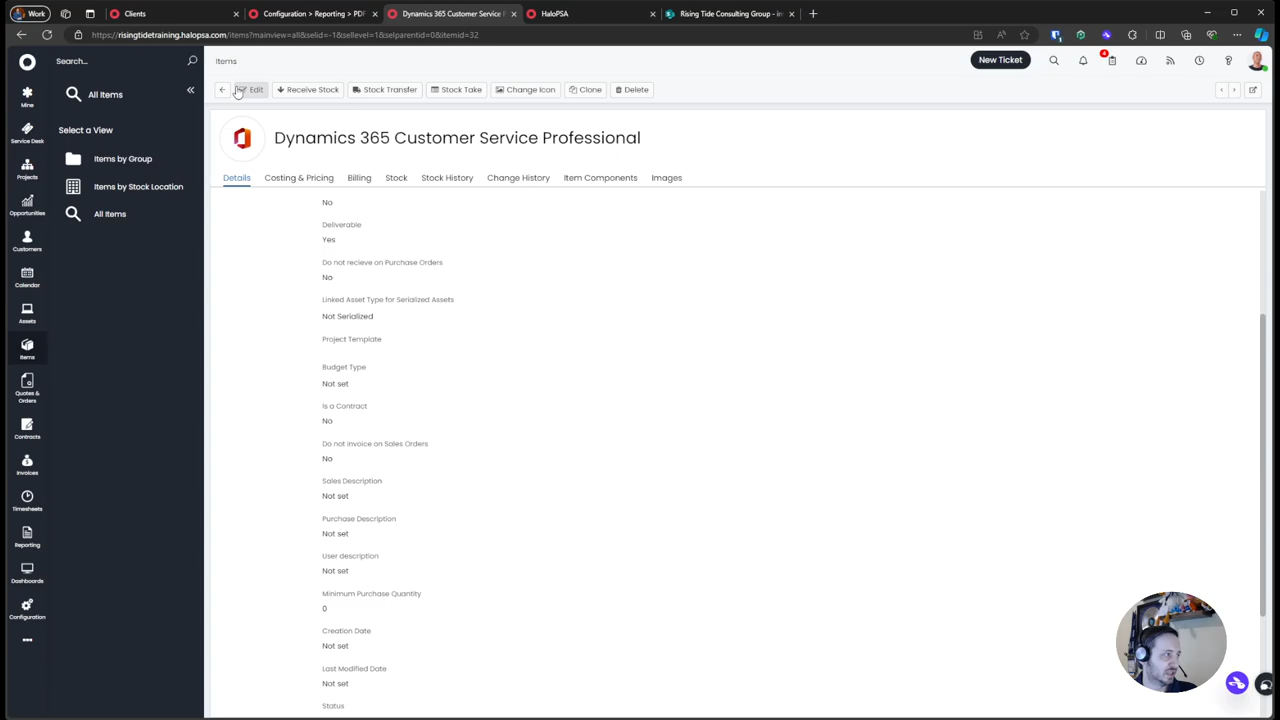 Work
Clients
Configuration > Reporting > PDF
Dynamics 365 Customer Service P
HaloPSA
Rising Tide Consulting Group - in
https://risingtidetraining.halopsa.com/items?mainview=all&selid=-1&sellevel=1&selparentid=0&itemid=32
Search...
Items
New Ticket
4
All Items
Edit
Receive Stock
Stock Transfer
Stock Take
Change Icon
Clone
Delete
Mine
Service Desk
Projects
Opportunities
Customers
Calendar
Assets
Items
Quotes &
Orders
Contracts
Invoices
Timesheets
Reporting
Dashboards
Configuration
Select a View
Items by Group
Items by Stock Location
All Items
Dynamics 365 Customer Service Professional
Details
Costing & Pricing
Billing
Stock
Stock History
Change History
Item Components
Images
No
Deliverable
Yes
Do not recieve on Purchase Orders
No
Linked Asset Type for Serialized Assets
Not Serialized
Project Template
Budget Type
Not set
Is a Contract
No
Do not invoice on Sales Orders
No
Sales Description
Not set
Purchase Description
Not set
User description
Not set
Minimum Purchase Quantity
0
Creation Date
Not set
Last Modified Date
Not set
Status